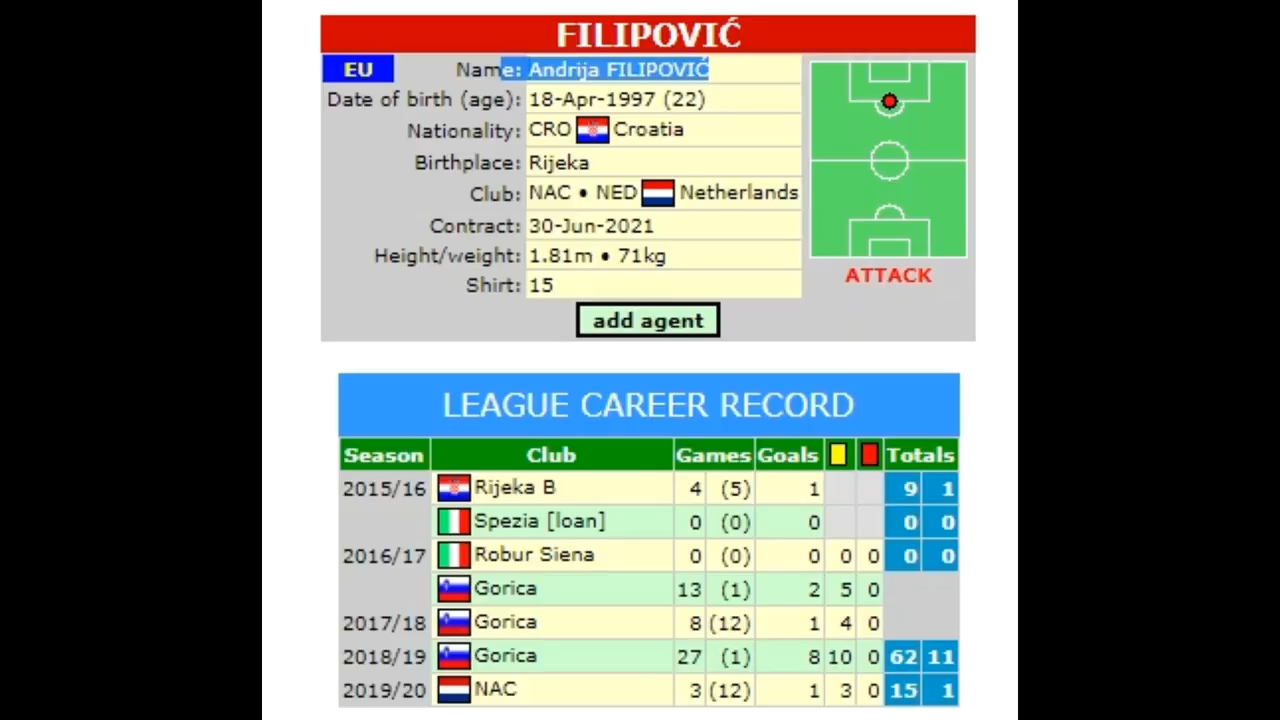 FILIPOVIĆ
EU
Name: Andrija FILIPOVIĆ
Date of birth (age): 18-Apr-1997 (22)
Nationality: CRO Croatia
Birthplace: Rijeka
Club: NAC • NED Netherlands
Contract: 30-Jun-2021
Height/weight: 1.81m • 71kg
Shirt: 15
ATTACK
add agent
LEAGUE CAREER RECORD
Season Club Games Goals Totals
2015/16 Rijeka B 4 (5) 1 9 1
Spezia [loan] 0 (0) 0 0 0
2016/17 Robur Siena 0 (0) 0 0 0 0 0
Gorica 13 (1) 2 5 0
2017/18 Gorica 8 (12) 1 4 0
2018/19 Gorica 27 (1) 8 10 0 62 11
2019/20 NAC 3 (12) 1 3 0 15 1